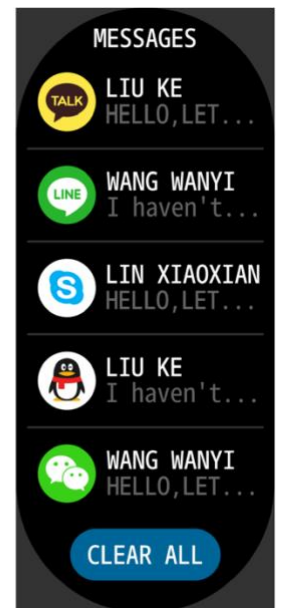 MESSAGES
TALK
LIU KE
HELLO,LET...
LINE
WANG WANYI
I haven't...
S
LIN XIAOXIAN
HELLO,LET...
LIU KE
I haven't...
WANG WANYI
HELLO,LET...
CLEAR ALL